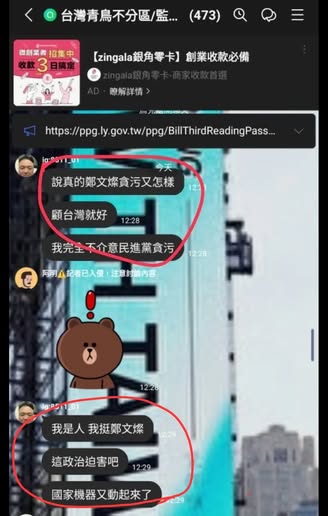 台灣青鳥不分區/監... (473)
微創業者 招集中
收款3日搞定
【zingala銀角零卡】創業收款必備
zingala銀角零卡-商家收款首選
AD・瞭解詳情 >
https://ppg.ly.gov.tw/ppg/BillThirdReadingPass...
lg8911_01
今天
說真的鄭文燦貪污又怎樣
顧台灣就好
12:28
我完全不介意民進黨貪污
12:28
阿明⚠️記者已入侵，注意討論內容
12:28
我是人 我挺鄭文燦
這政治迫害吧
12:29
國家機器又動起來了
12:29